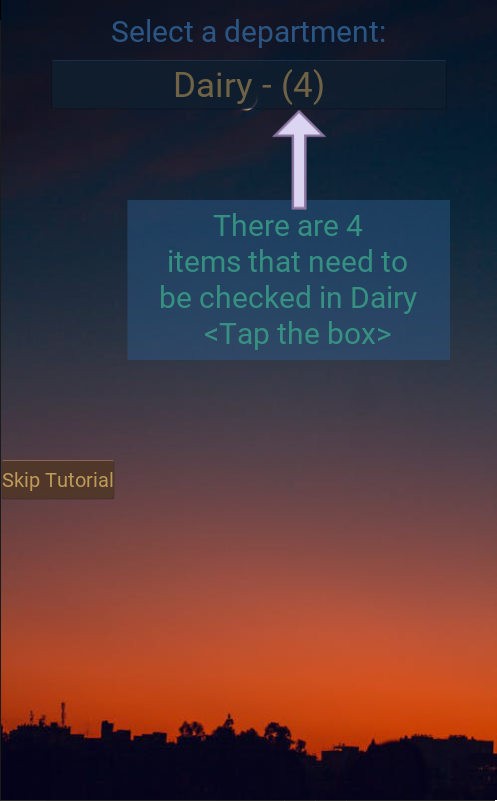 Select a department:
Dairy - (4)
There are 4
items that need to
be checked in Dairy
<Tap the box>
Skip Tutorial